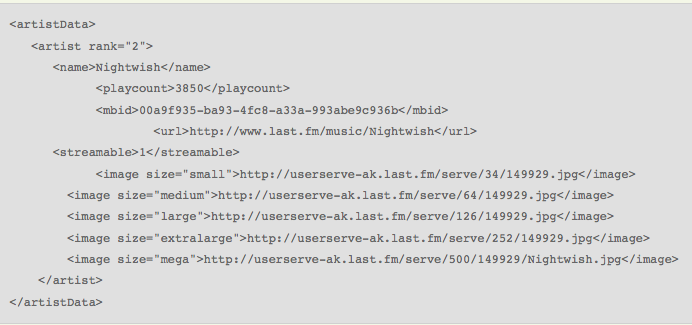 <artistData>
<artist rank="2">
<name>Nightwish</name>
<playcount>3850</playcount>
<mbid>00a9f935-ba93-4fc8-a33a-993abe9c936b</mbid>
<url>http://www.last.fm/music/Nightwish</url>
<streamable>1</streamable>
<image size="small">http://userserve-ak.last.fm/serve/34/149929.jpg</image>
<image size="medium">http://userserve-ak.last.fm/serve/64/149929.jpg</image>
<image size="large">http://userserve-ak.last.fm/serve/126/149929.jpg</image>
<image size="extralarge">http://userserve-ak.last.fm/serve/252/149929.jpg</image>
<image size="mega">http://userserve-ak.last.fm/serve/500/149929/Nightwish.jpg</image>
</artist>
</artistData>